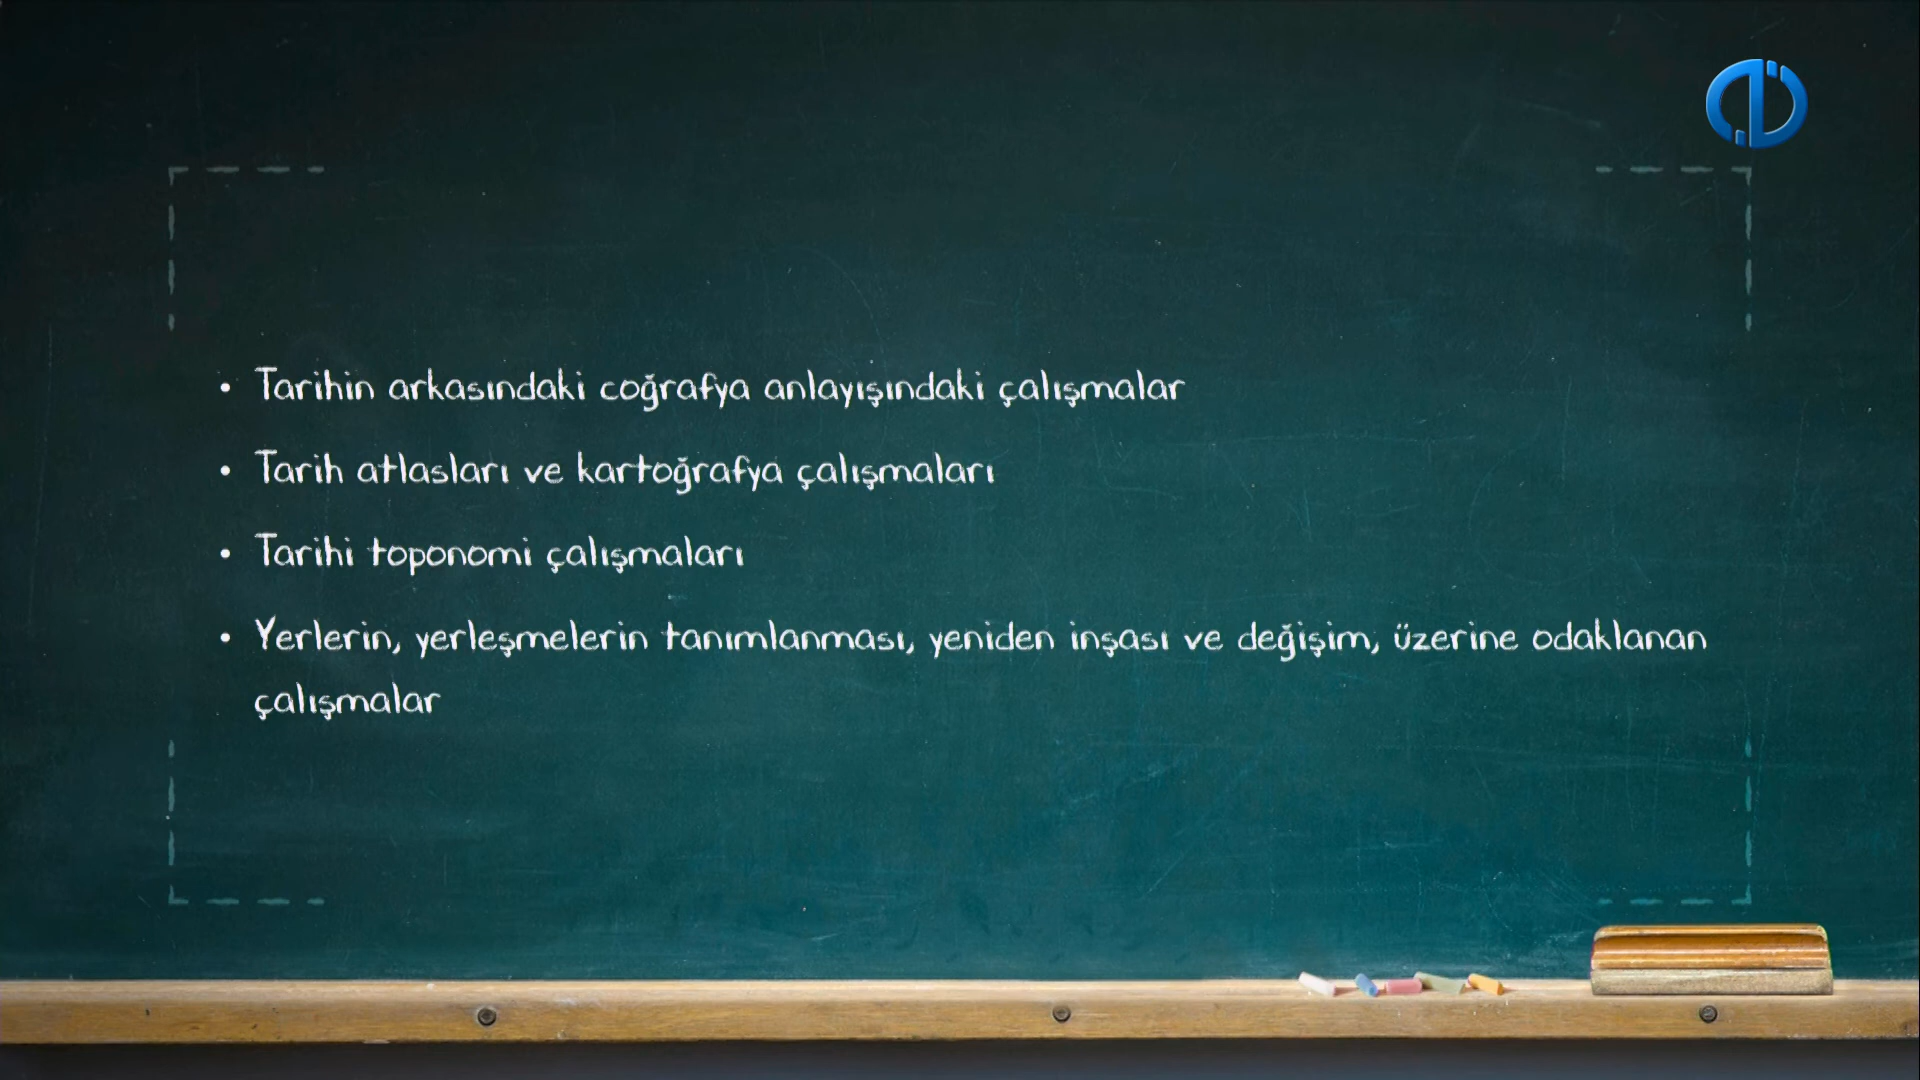 • Tarihin arkasındaki coğrafya anlayışındaki çalışmalar
• Tarih atlasları ve kartoğrafya çalışmaları
• Tarihi toponomi çalışmaları
• Yerlerin, yerleşmelerin tanımlanması, yeniden inşası ve değişim, üzerine odaklanan
çalışmalar